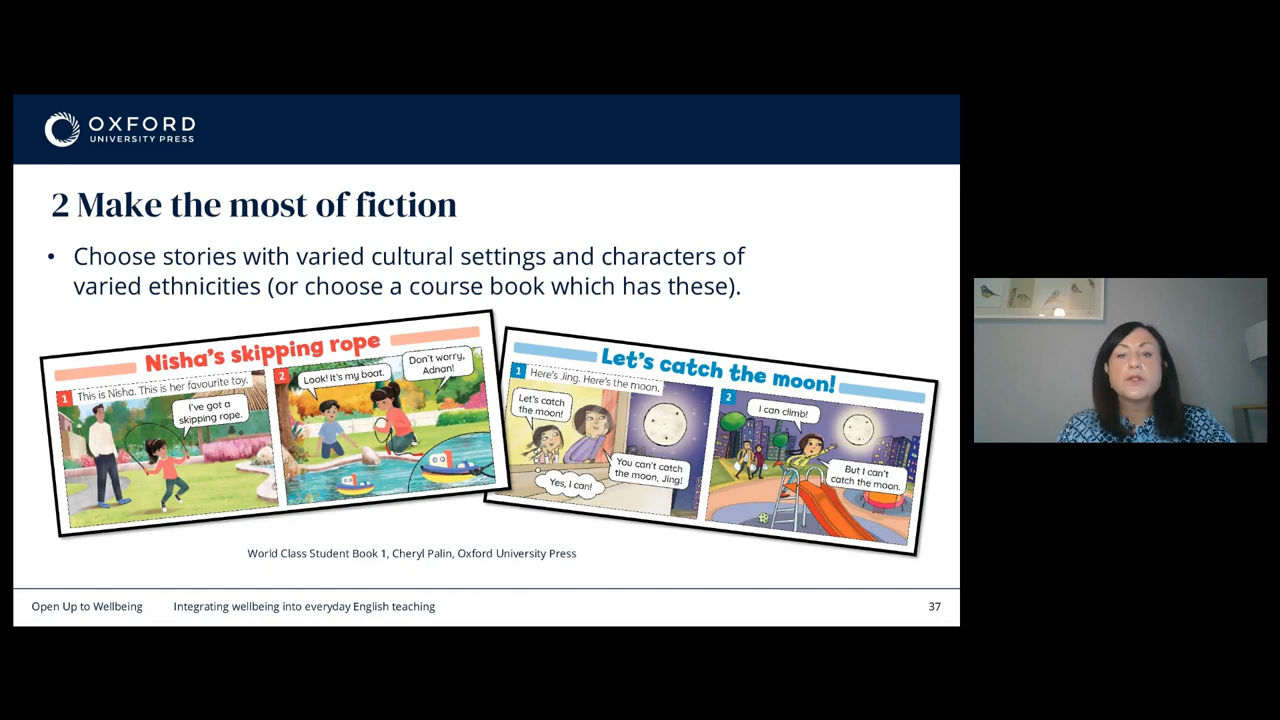 OXFORD
UNIVERSITY PRESS
2 Make the most of fiction
• Choose stories with varied cultural settings and characters of
varied ethnicities (or choose a course book which has these).
Nisha's skipping rope
1 This is Nisha. This is her favourite toy.
I've got a
skipping rope.
2
Look! It's my boat.
Don't worry,
Adnan!
Let's catch the moon!
1 Here's Jing. Here's the moon.
Let's catch
the moon!
You can't catch
the moon, Jing!
Yes, I can!
2
I can climb!
But I can't
catch the moon.
World Class Student Book 1, Cheryl Palin, Oxford University Press
Open Up to Wellbeing Integrating wellbeing into everyday English teaching 37